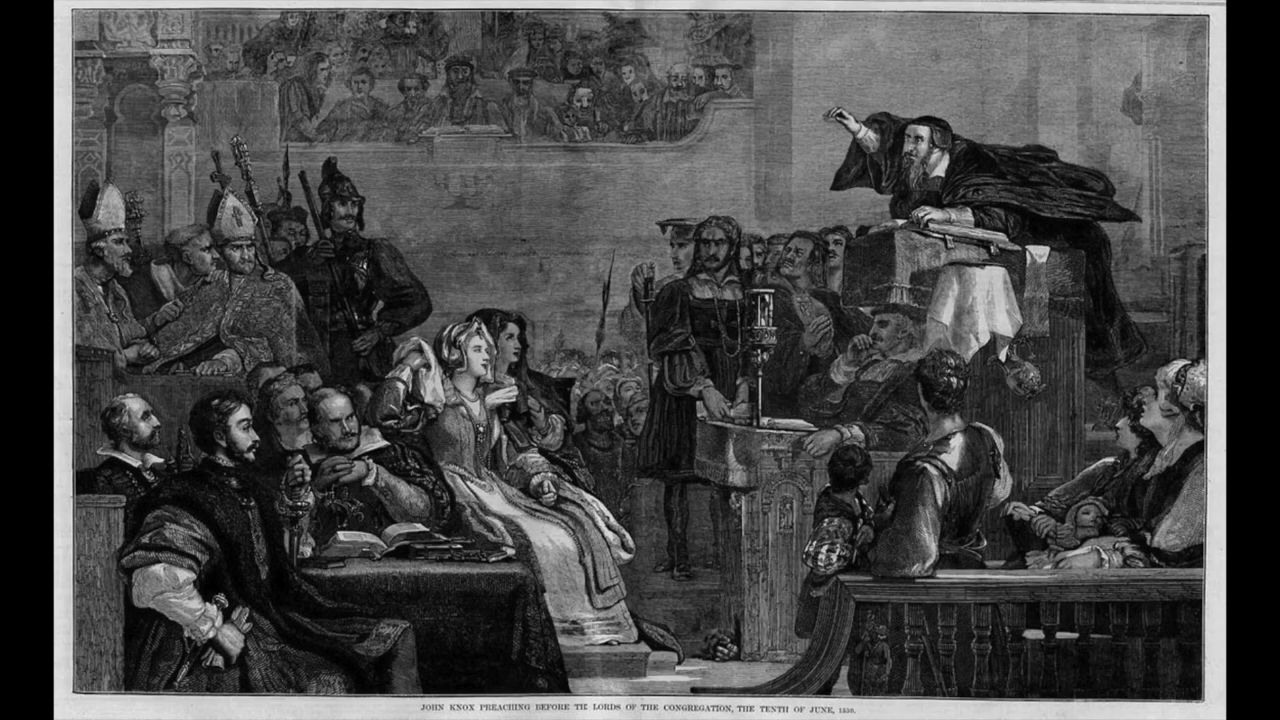 JOHN KNOX PREACHING BEFORE THE LORDS OF THE CONGREGATION, THE TENTH OF JUNE, 1559.